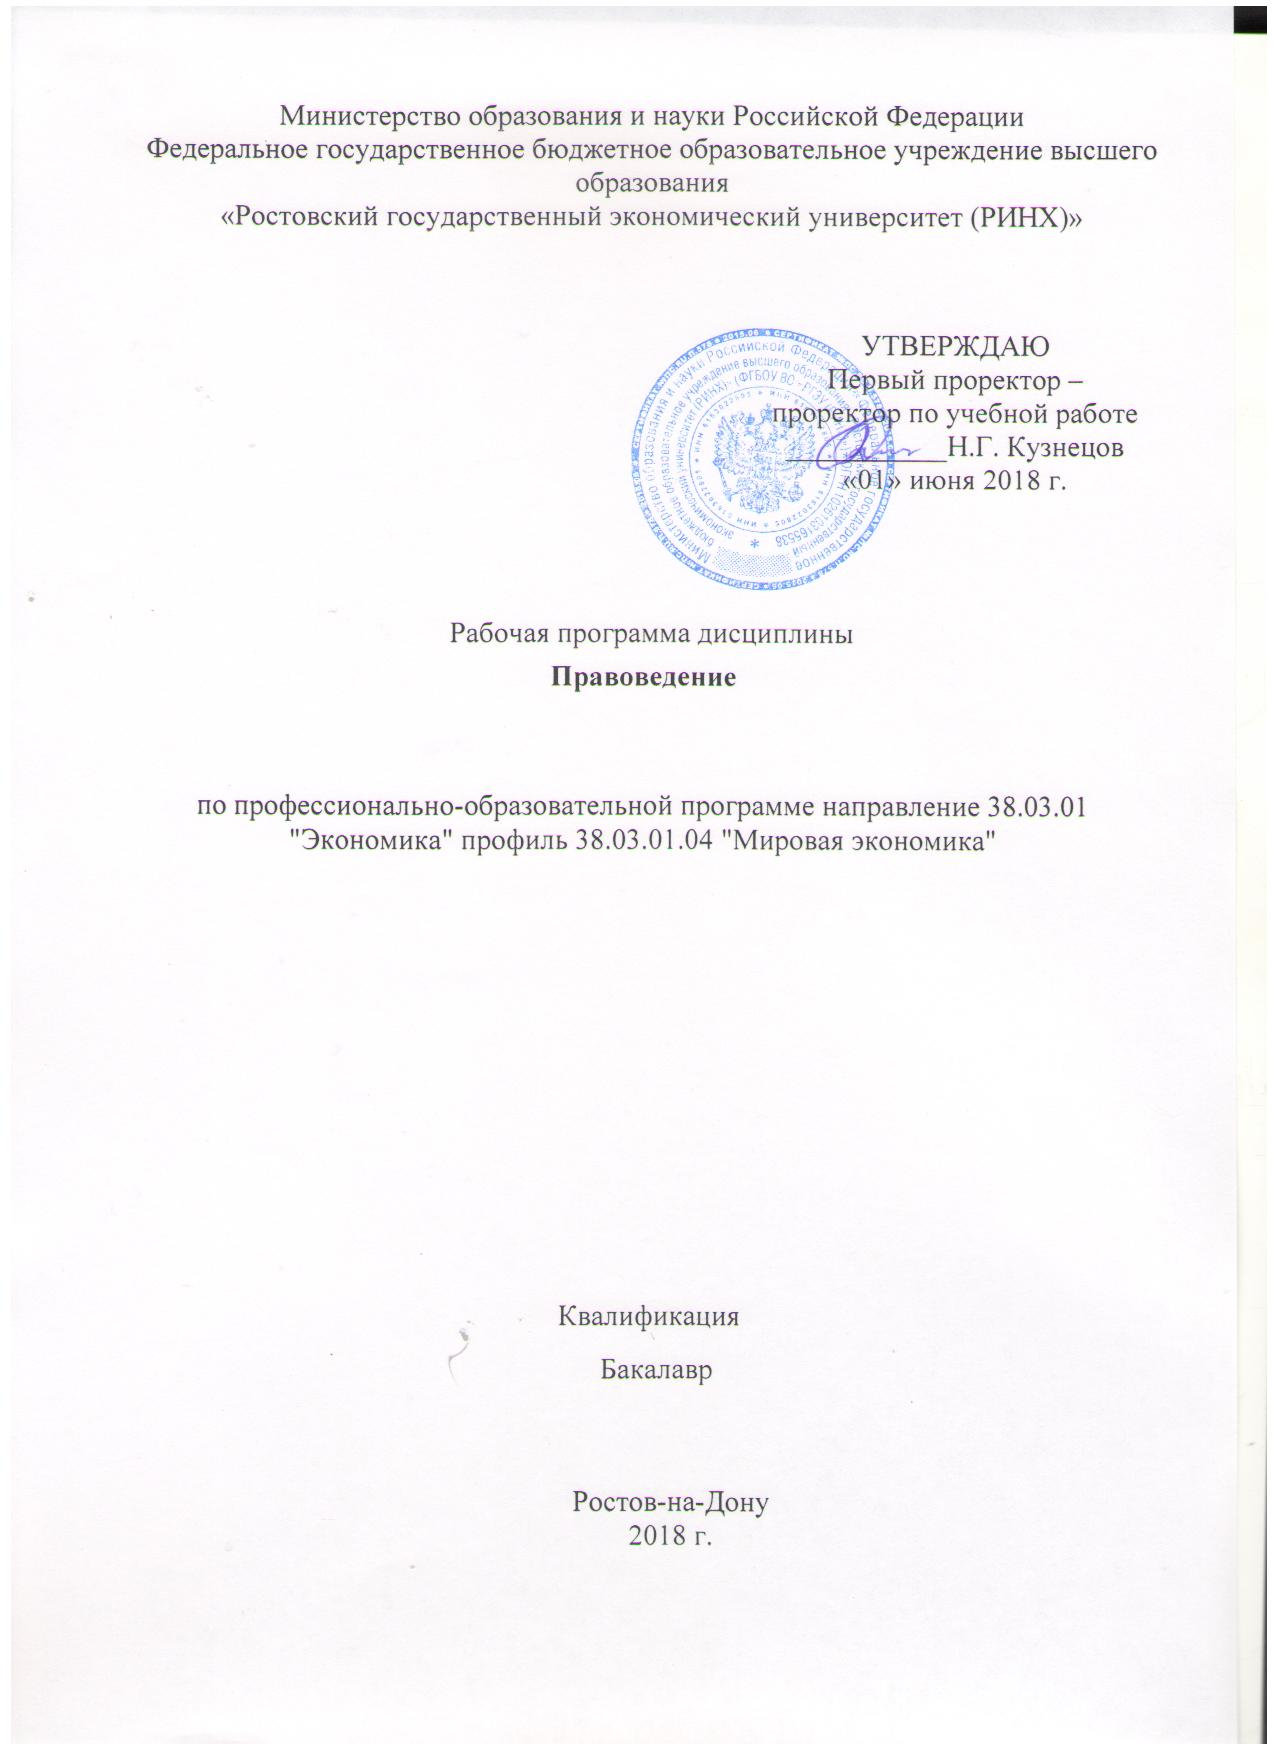 Министерство образования и науки Российской Федерации
Федеральное государственное бюджетное образовательное учреждение высшего
образования
«Ростовский государственный экономический университет (РИНХ)»
УТВЕРЖДАЮ
Первый проректор –
проректор по учебной работе
Н.Г. Кузнецов
«01» июня 2018 г.
Рабочая программа дисциплины
Правоведение
по профессионально-образовательной программе направление 38.03.01
"Экономика" профиль 38.03.01.04 "Мировая экономика"
Квалификация
Бакалавр
Ростов-на-Дону
2018 г.